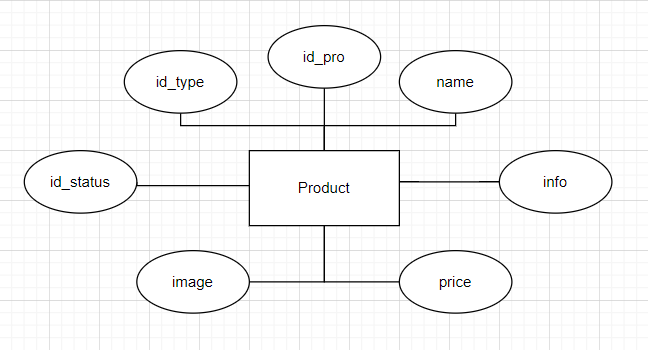 id_pro
id_type
name
id_status
Product
info
image
price